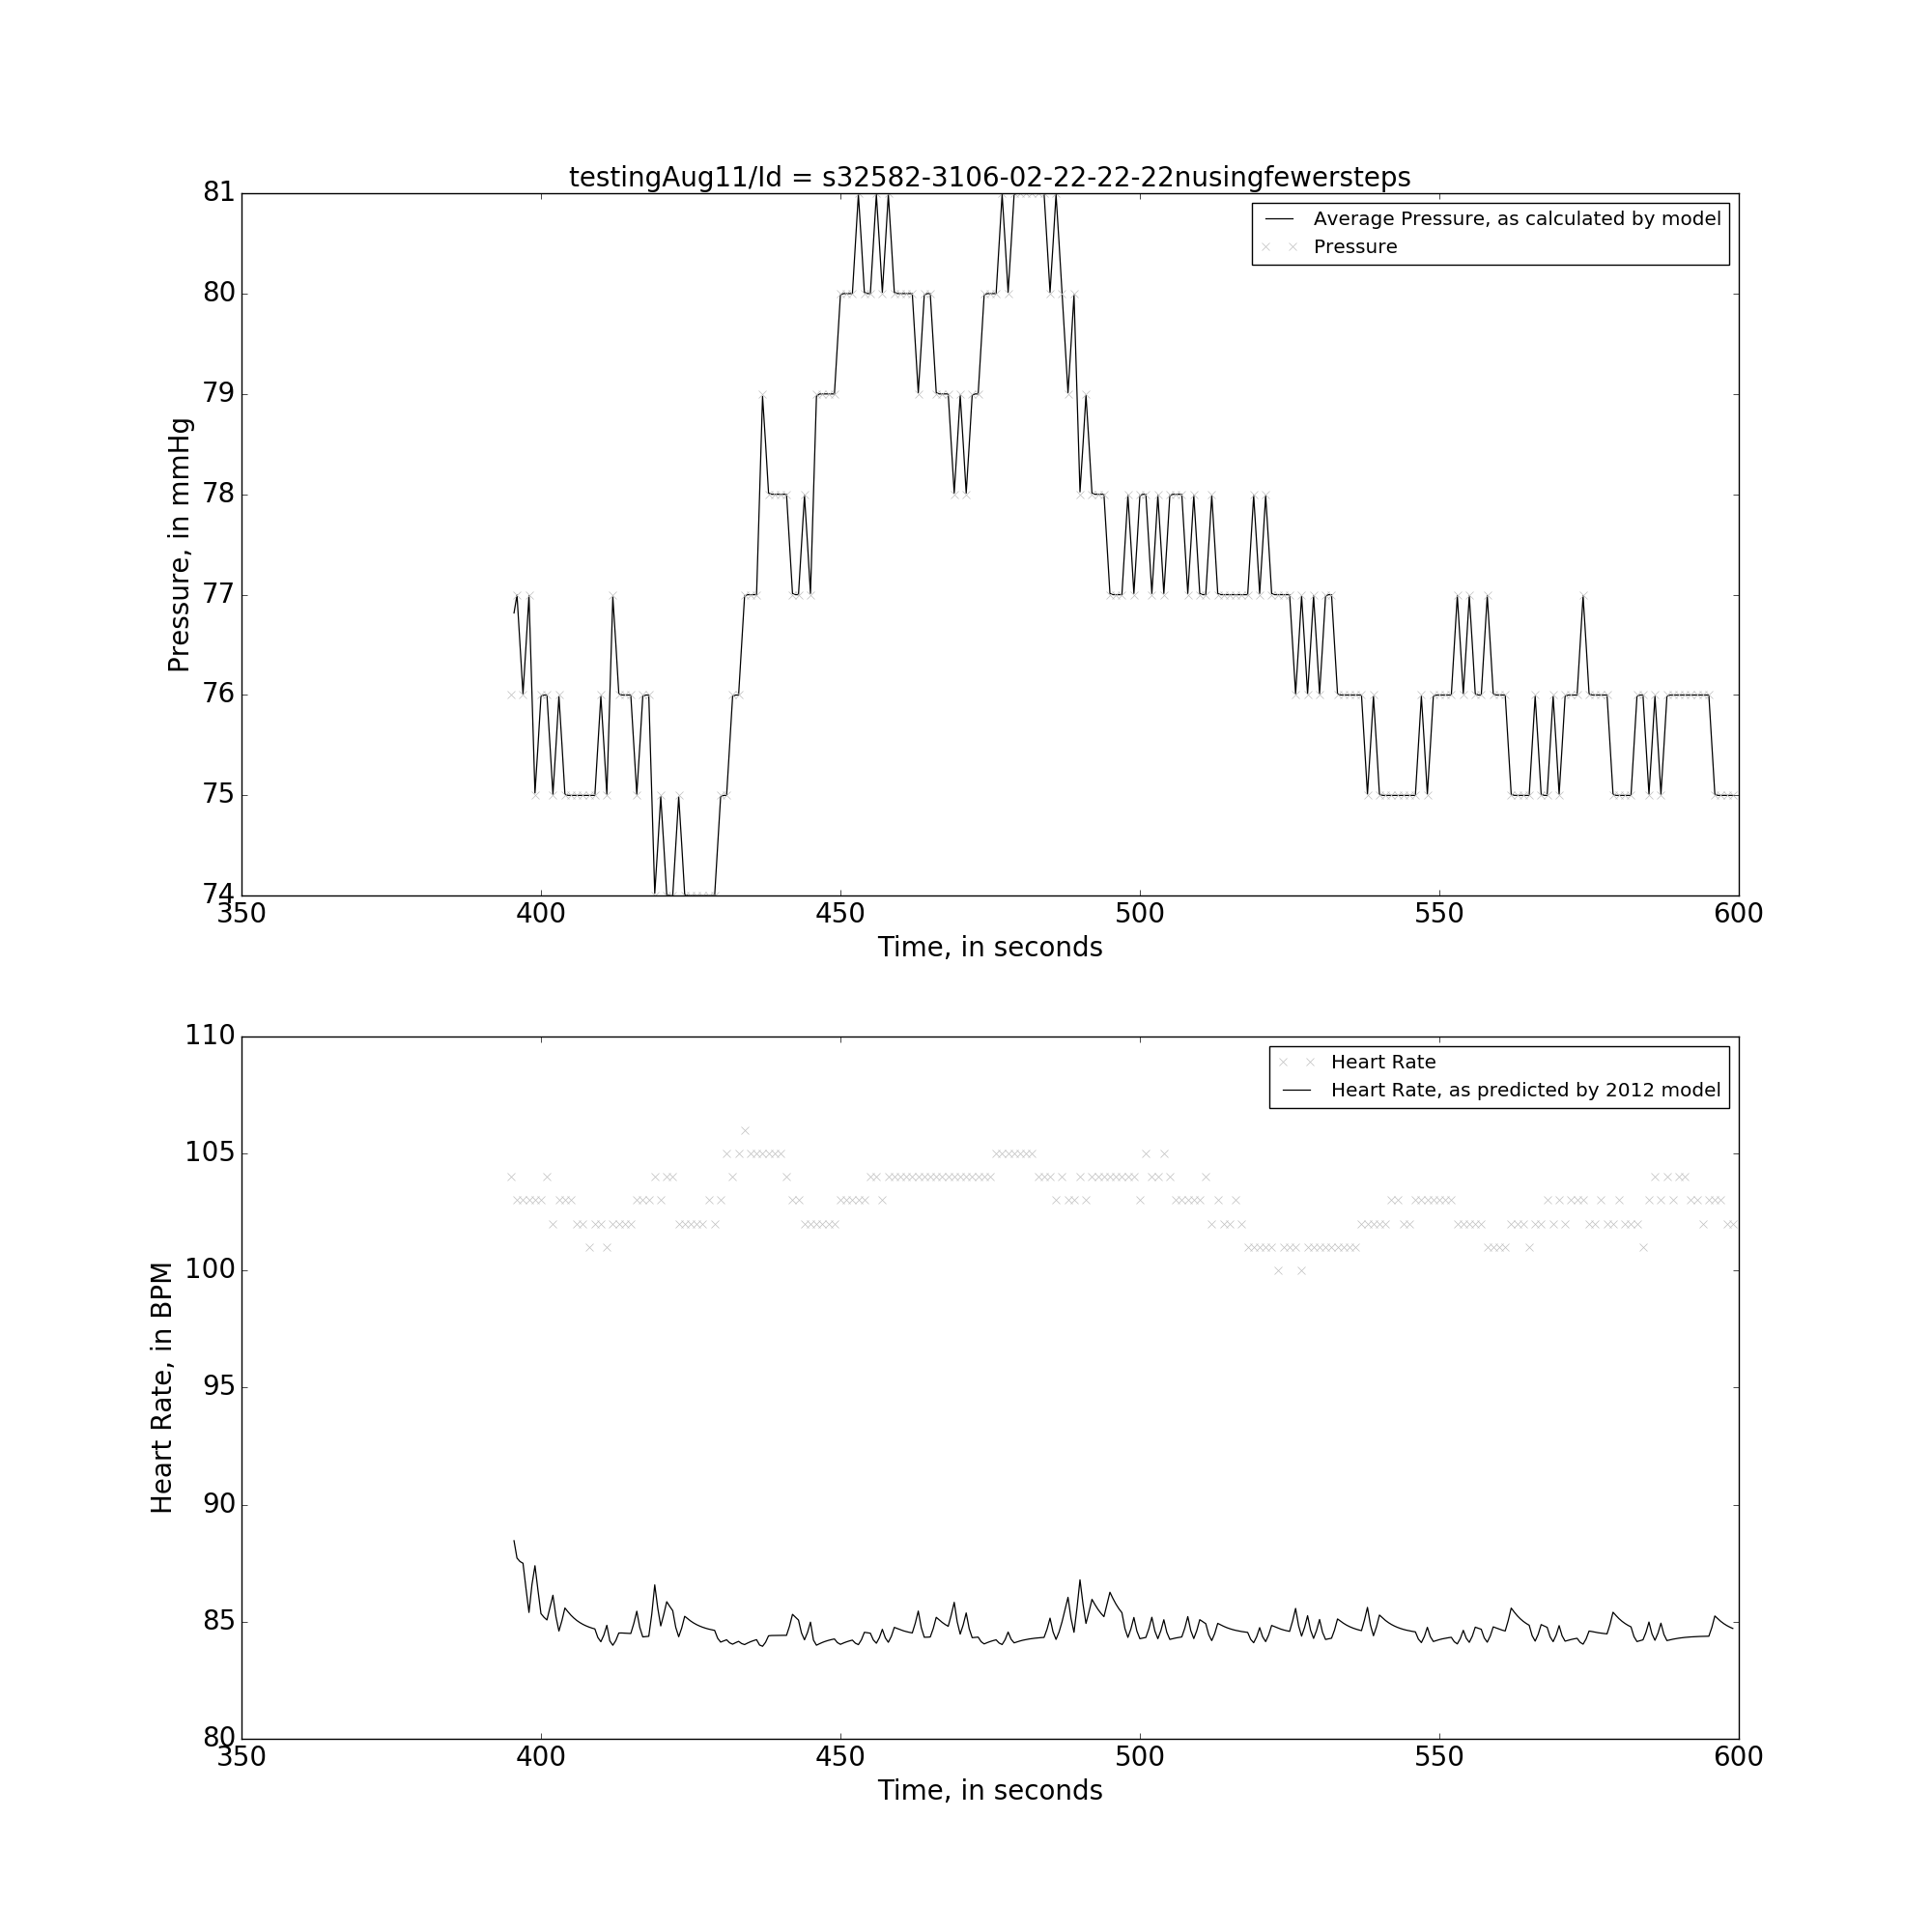 testingAug11/Id = s32582-3106-02-22-22-22nusingfewersteps
81
80
79
78
77
76
75
74
Pressure, in mmHg
Average Pressure, as calculated by model
Pressure
350 400 450 500 550 600
Time, in seconds
110
105
100
95
90
85
80
Heart Rate, in BPM
Heart Rate
Heart Rate, as predicted by 2012 model
350 400 450 500 550 600
Time, in seconds